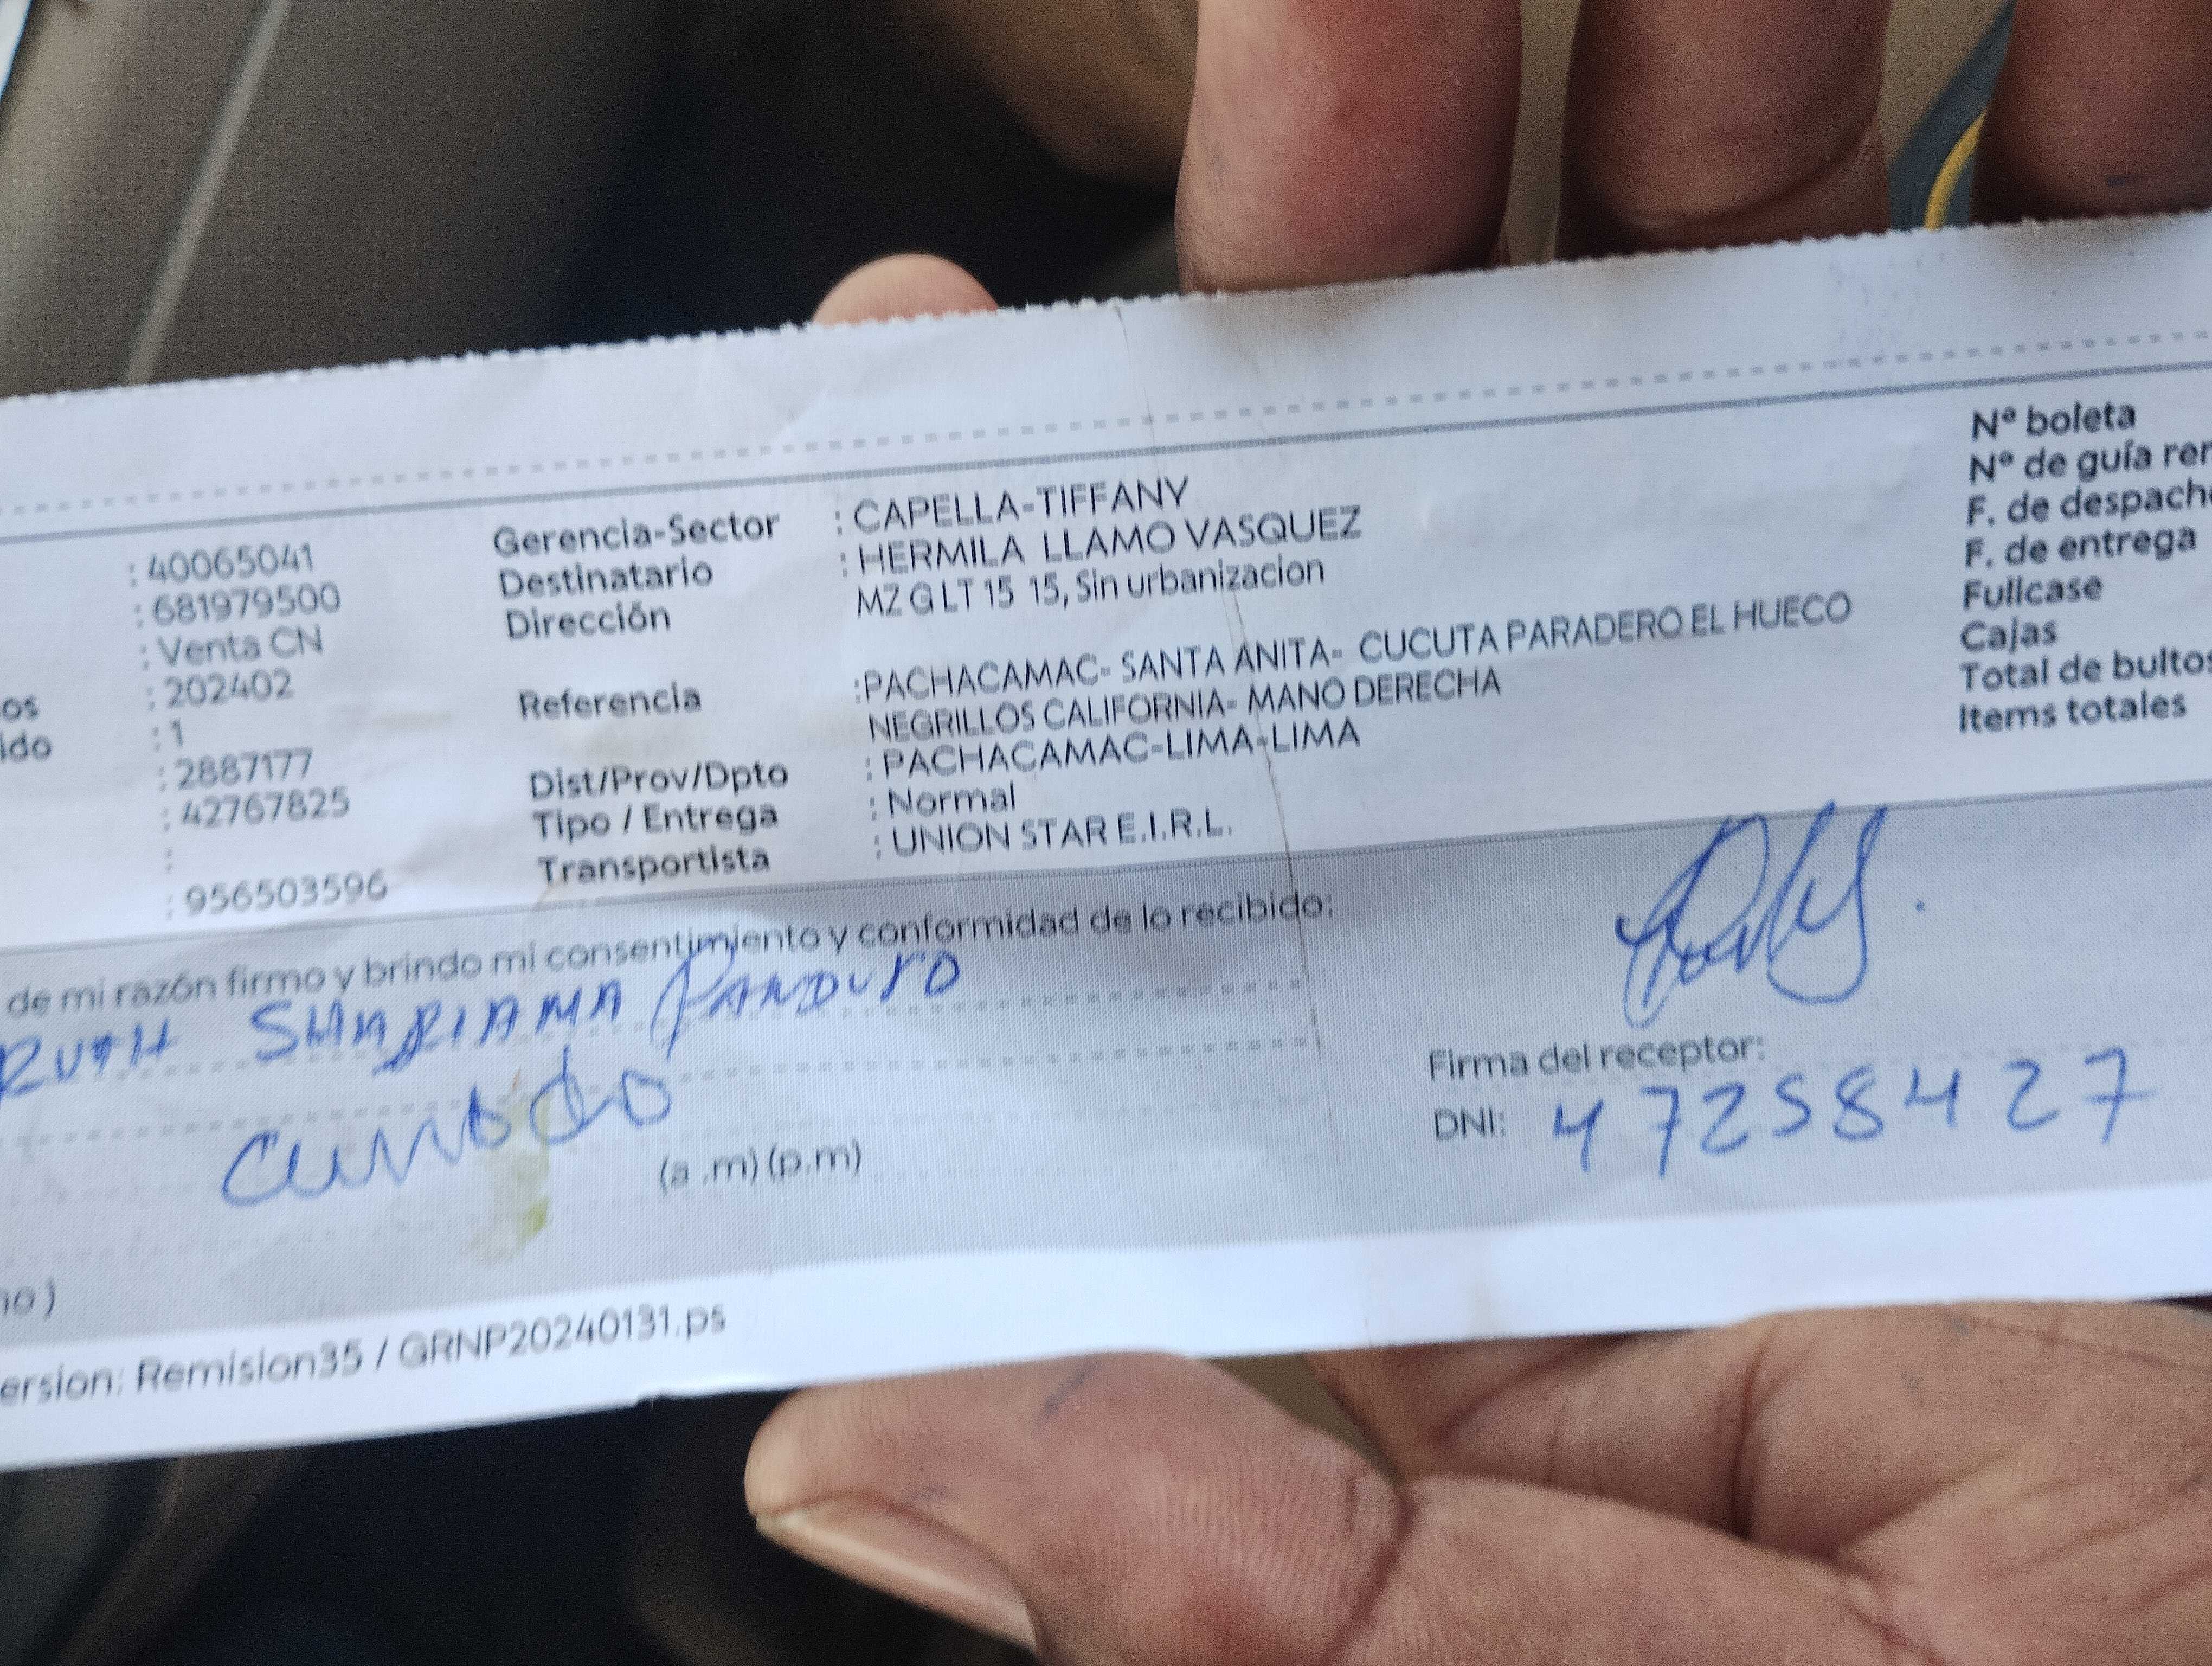 : 40065041
: 681979500
: Venta CN
: 202402
os : 1
ido : 2887177
: 42767825
:
: 956503596
Gerencia-Sector : CAPELLA-TIFFANY
Destinatario : HERMILA LLAMO VASQUEZ
Dirección MZ G LT 15 15, Sin urbanizacion
Referencia :PACHACAMAC- SANTA ANITA- CUCUTA PARADERO EL HUECO
NEGRILLOS CALIFORNIA- MANO DERECHA
Dist/Prov/Dpto : PACHACAMAC-LIMA-LIMA
Tipo / Entrega : Normal
Transportista : UNION STAR E.I.R.L.
Nº boleta
Nº de guía rer
F. de despach
F. de entrega
Fullcase
Cajas
Total de bultos
Items totales
de mi razón firmo y brindo mi consentimiento y conformidad de lo recibido:
RUTH SHARIAMA PANDURO
(a .m) (p.m)
Firma del receptor:
DNI: 47258427
no )
ersion: Remision35 / GRNP20240131.ps